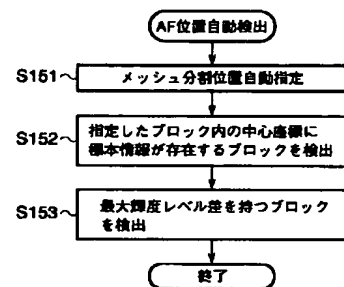 AF位置自動検出
S151
メッシュ分割位置自動指定
S152
指定したブロック内の中心座標に
標本情報が存在するブロックを検出
S153
最大輝度レベル差を持つブロック
を検出
終了